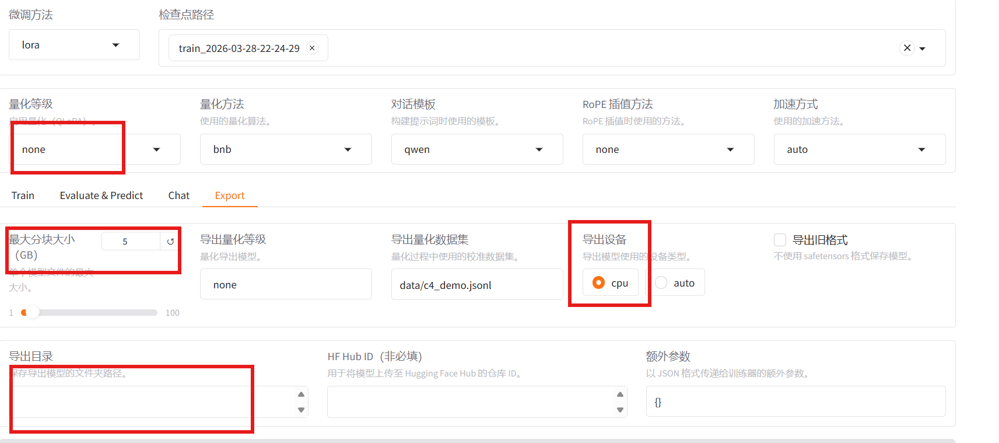 微调方法
检查点路径
lora
train_2026-03-28-22-24-29
量化等级
量化方法
对话模板
RoPE 插值方法
加速方式
启用量化（QLoRA）。
使用的量化算法。
构建提示词时使用的模板。
RoPE 插值时使用的方法。
使用的加速方法。
none
bnb
qwen
none
auto
Train
Evaluate & Predict
Chat
Export
最大分块大小
（GB）
5
单个模型文件的最大
大小。
1
100
导出量化等级
量化导出模型。
none
导出量化数据集
量化过程中使用的校准数据集。
data/c4_demo.jsonl
导出设备
导出模型使用的设备类型。
cpu
auto
导出旧格式
不使用 safetensors 格式保存模型。
导出目录
保存导出模型的文件夹路径。
HF Hub ID（非必填）
用于将模型上传至 Hugging Face Hub 的仓库 ID。
额外参数
以 JSON 格式传递给训练器的额外参数。
{}